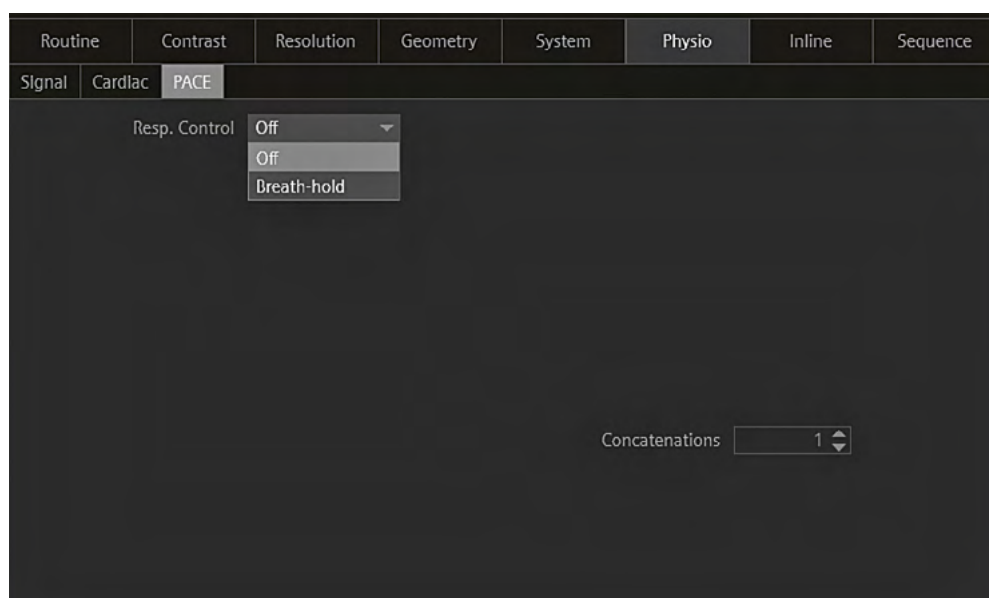 Routine Contrast Resolution Geometry System Physio Inline Sequence
Signal Cardiac PACE
Resp. Control Off
Off
Breath-hold
Concatenations 1